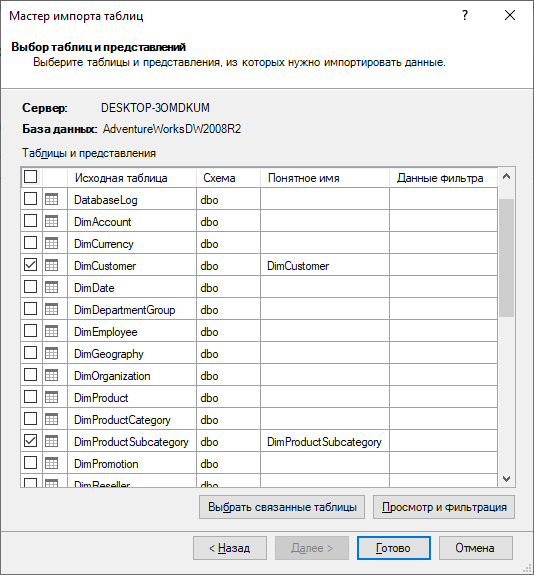 Мастер импорта таблиц ?
Выбор таблиц и представлений
Выберите таблицы и представления, из которых нужно импортировать данные.
Сервер: DESKTOP-3OMDKUM
База данных: AdventureWorksDW2008R2
Таблицы и представления
Исходная таблица Схема Понятное имя Данные фильтра
DatabaseLog dbo
DimAccount dbo
DimCurrency dbo
DimCustomer dbo DimCustomer
DimDate dbo
DimDepartmentGroup dbo
DimEmployee dbo
DimGeography dbo
DimOrganization dbo
DimProduct dbo
DimProductCategory dbo
DimProductSubcategory dbo DimProductSubcategory
DimPromotion dbo
DimReseller dbo
Выбрать связанные таблицы Просмотр и фильтрация
< Назад Далее > Готово Отмена